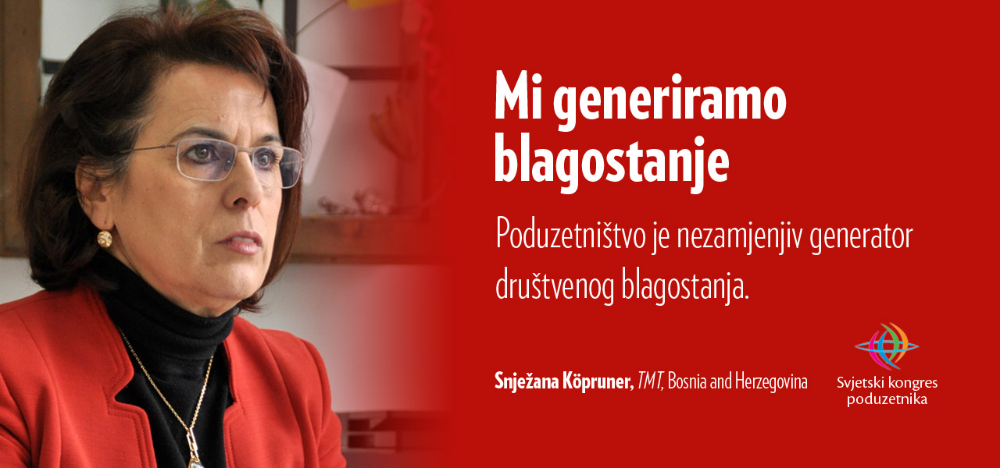 Mi generiramo
blagostanje
Poduzetništvo je nezamjenjiv generator
društvenog blagostanja.
Snježana Köpruner, TMT, Bosnia and Herzegovina
Svjetski kongres
poduzetnika